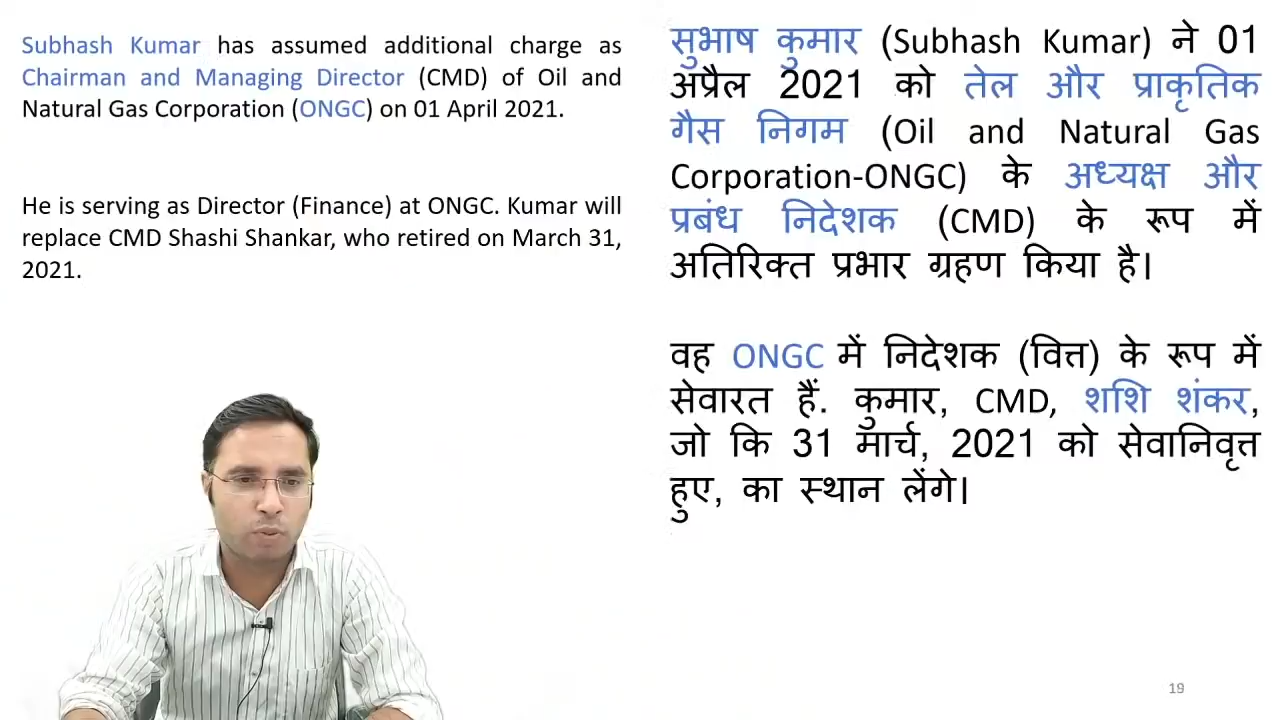 Subhash Kumar has assumed additional charge as
Chairman and Managing Director (CMD) of Oil and
Natural Gas Corporation (ONGC) on 01 April 2021.
He is serving as Director (Finance) at ONGC. Kumar will
replace CMD Shashi Shankar, who retired on March 31,
2021.
सुभाष कुमार (Subhash Kumar) ने 01
अप्रैल 2021 को तेल और प्राकृतिक
गैस निगम (Oil and Natural Gas
Corporation-ONGC) के अध्यक्ष और
प्रबंध निदेशक (CMD) के रूप में
अतिरिक्त प्रभार ग्रहण किया है।
वह ONGC में निदेशक (वित्त) के रूप में
सेवारत हैं. कुमार, CMD, शशि शंकर,
जो कि 31 मार्च, 2021 को सेवानिवृत्त
हुए, का स्थान लेंगे।
19